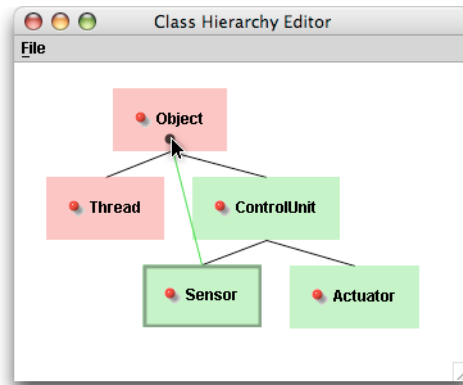 Class Hierarchy Editor
File
Object
Thread
ControlUnit
Sensor
Actuator